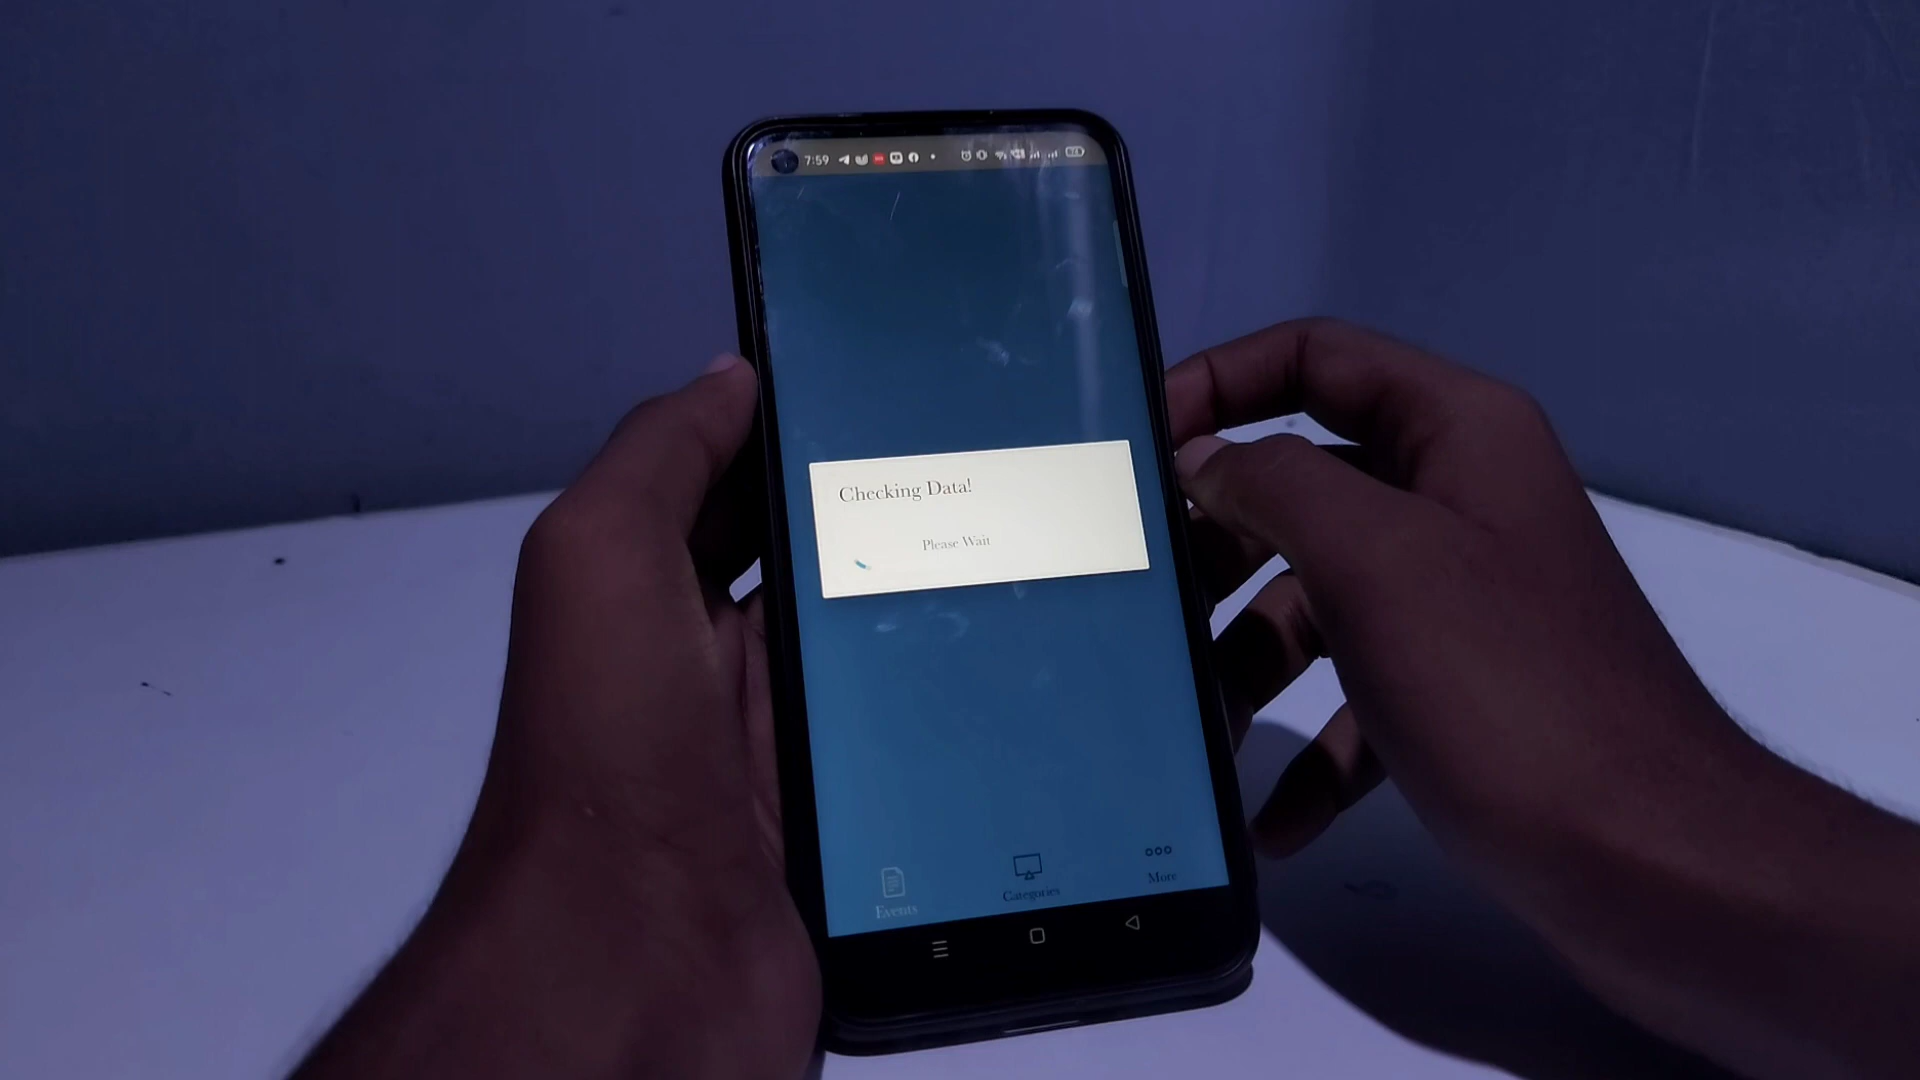 7:59
Checking Data!
Please Wait
Events
Categories
More